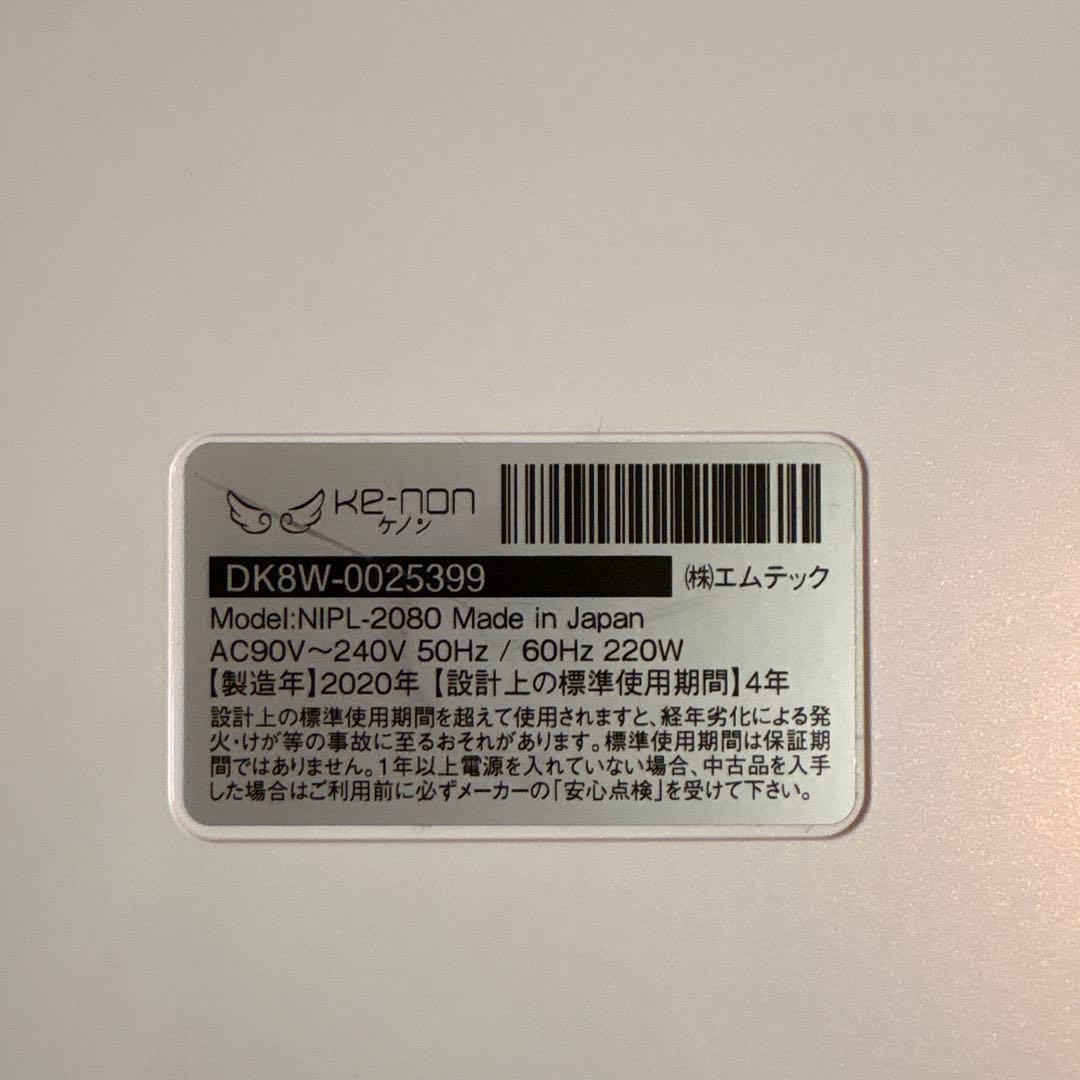 ke-non
ケノン
DK8W-0025399 ㈱エムテック
Model:NIPL-2080 Made in Japan
AC90V～240V 50Hz / 60Hz 220W
【製造年】2020年【設計上の標準使用期間】4年
設計上の標準使用期間を超えて使用されますと、経年劣化による発
火・けが等の事故に至るおそれがあります。標準使用期間は保証期
間ではありません。1年以上電源を入れていない場合、中古品を入手
した場合はご利用前に必ずメーカーの「安心点検」を受けて下さい。